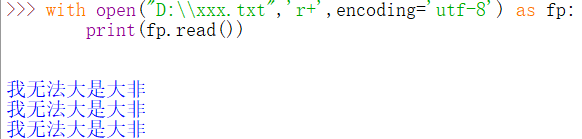 >>> with open("D:\\xxx.txt",'r+',encoding='utf-8') as fp:
        print(fp.read())
我无法大是大非
我无法大是大非
我无法大是大非